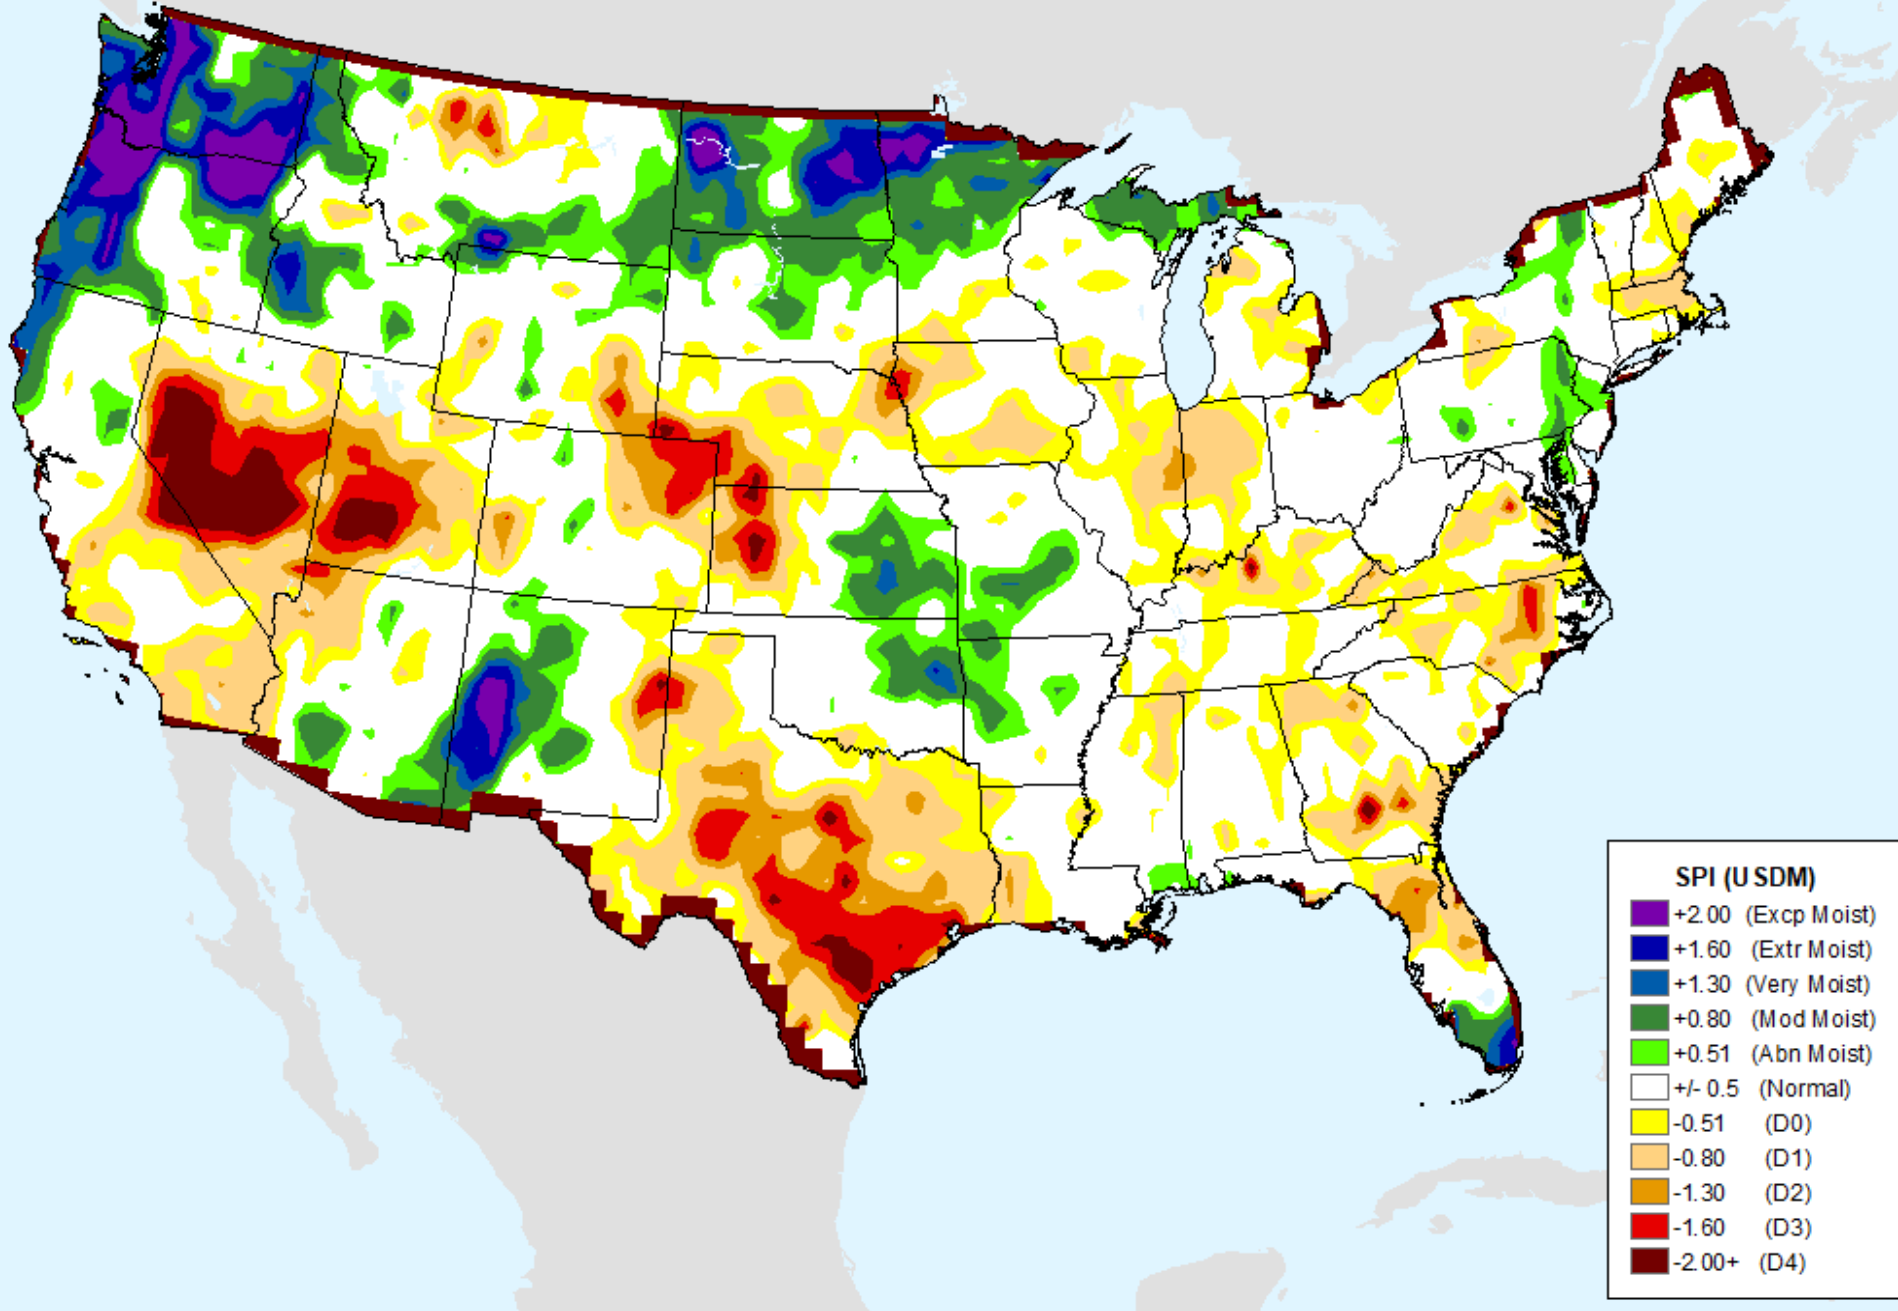 SPI (USDM)
+2.00 (Excp Moist)
+1.60 (Extr Moist)
+1.30 (Very Moist)
+0.80 (Mod Moist)
+0.51 (Abn Moist)
+/- 0.5 (Normal)
-0.51 (D0)
-0.80 (D1)
-1.30 (D2)
-1.60 (D3)
-2.00+ (D4)